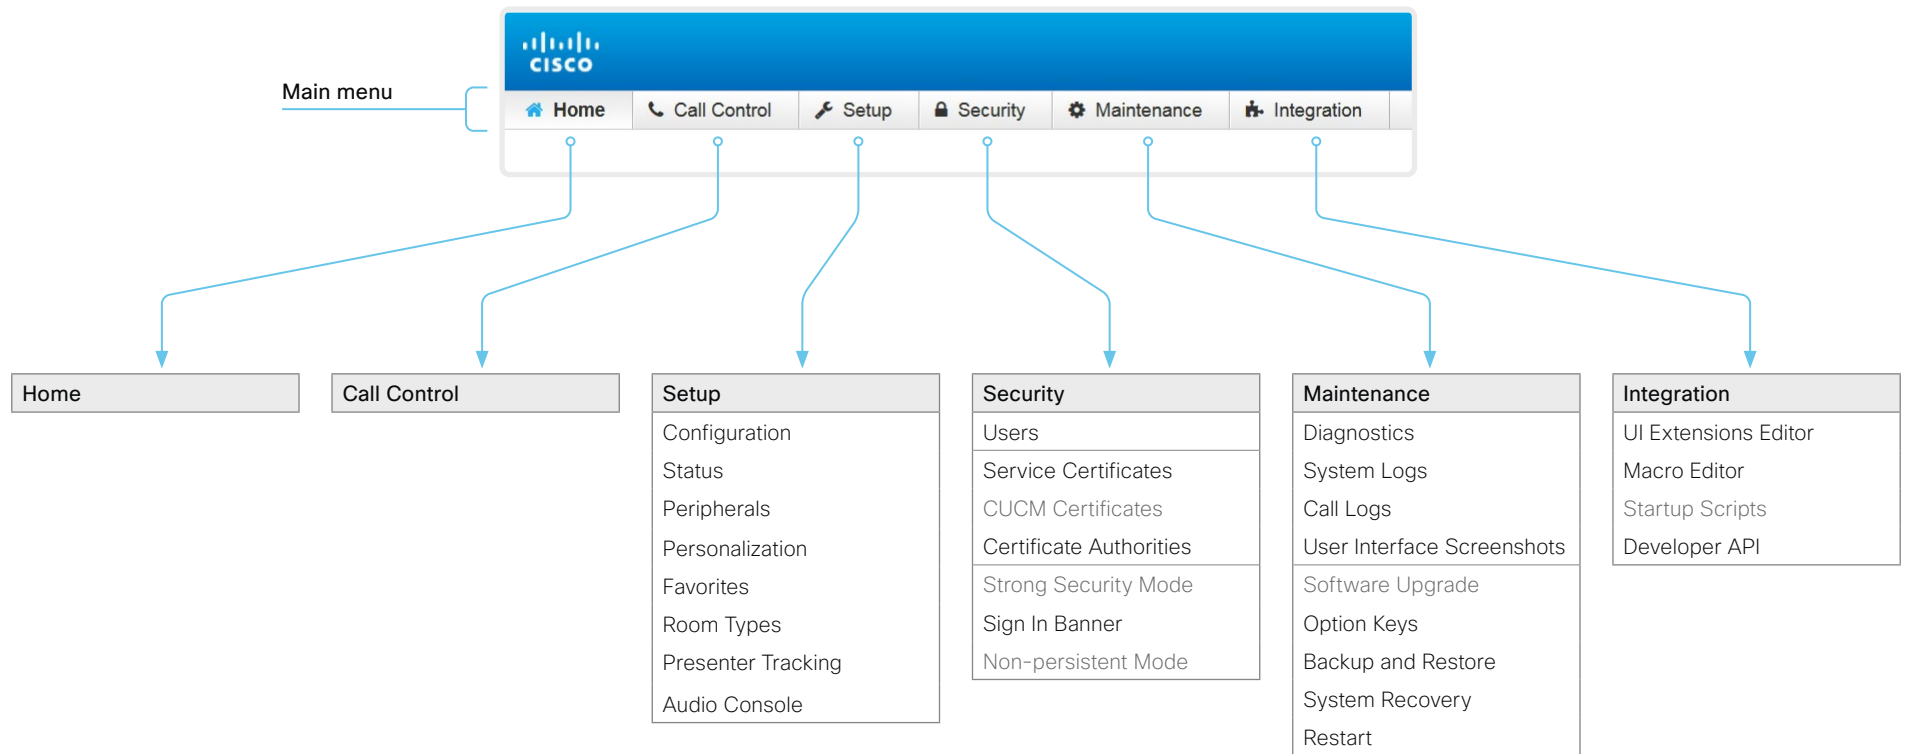 CISCO
Main menu
Home Call Control Setup Security Maintenance Integration
Home
Call Control
Setup
Configuration
Status
Peripherals
Personalization
Favorites
Room Types
Presenter Tracking
Audio Console
Security
Users
Service Certificates
CUCM Certificates
Certificate Authorities
Strong Security Mode
Sign In Banner
Non-persistent Mode
Maintenance
Diagnostics
System Logs
Call Logs
User Interface Screenshots
Software Upgrade
Option Keys
Backup and Restore
System Recovery
Restart
Integration
UI Extensions Editor
Macro Editor
Startup Scripts
Developer API